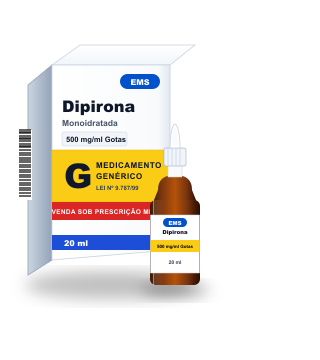 EMS
Dipirona
Monoidratada
500 mg/ml Gotas
G
MEDICAMENTO
GENÉRICO
LEI Nº 9.787/99
VENDA SOB PRESCRIÇÃO
20 ml
EMS
Dipirona
500 mg/ml Gotas
20 ml